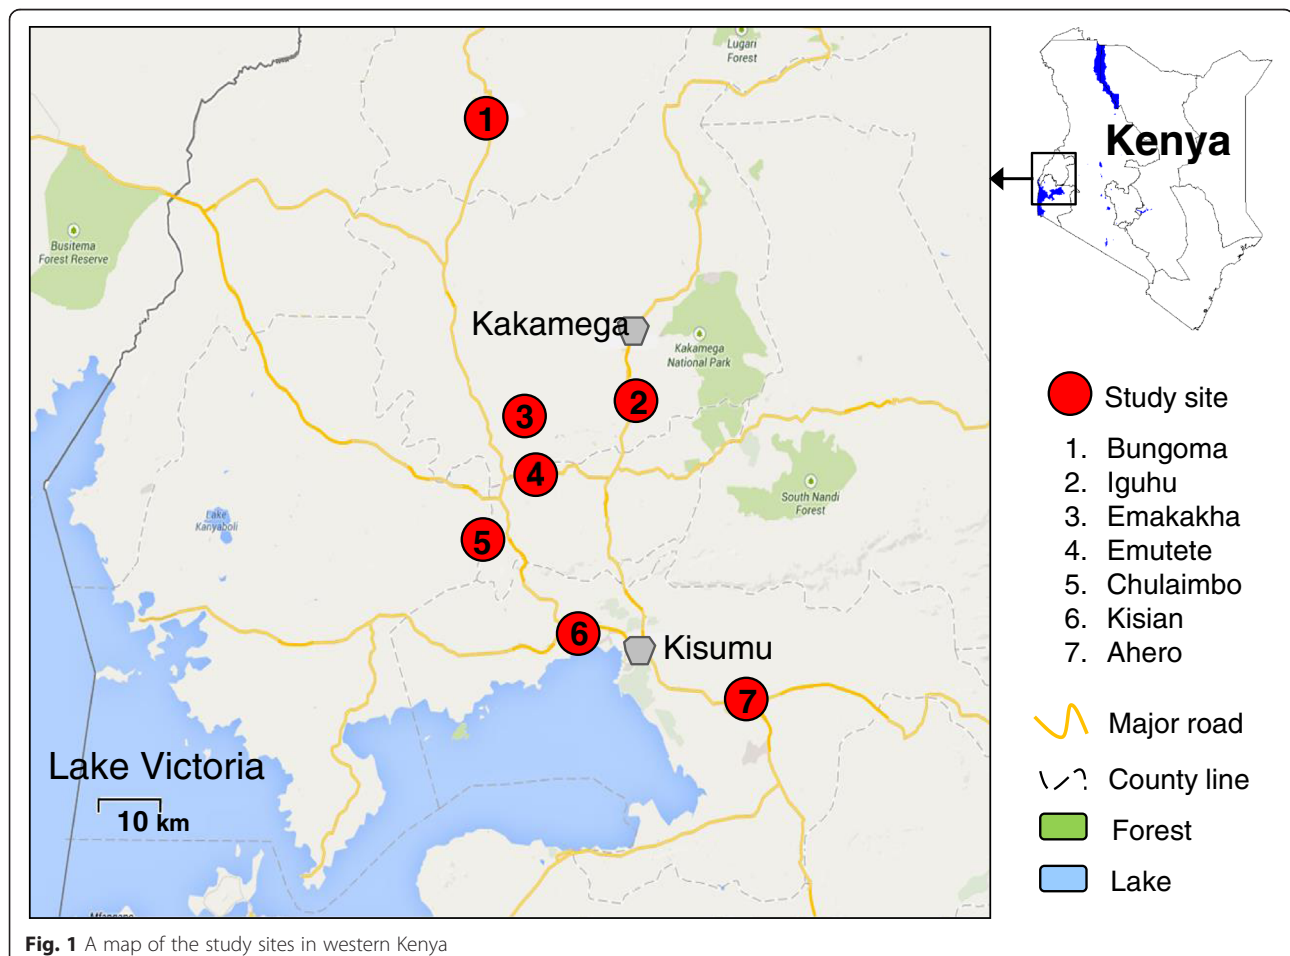 Lugari
Forest
1
Kenya
Busitema
Forest Reserve
Kakamega
Kakamega
National Park
2
3
4
5
6
7
South Nandi
Forest
Lake
Kanyaboli
Kisumu
Lake Victoria
10 km
Mfangano
Study site
1. Bungoma
2. Iguhu
3. Emakakha
4. Emutete
5. Chulaimbo
6. Kisian
7. Ahero
Major road
County line
Forest
Lake
Fig. 1 A map of the study sites in western Kenya